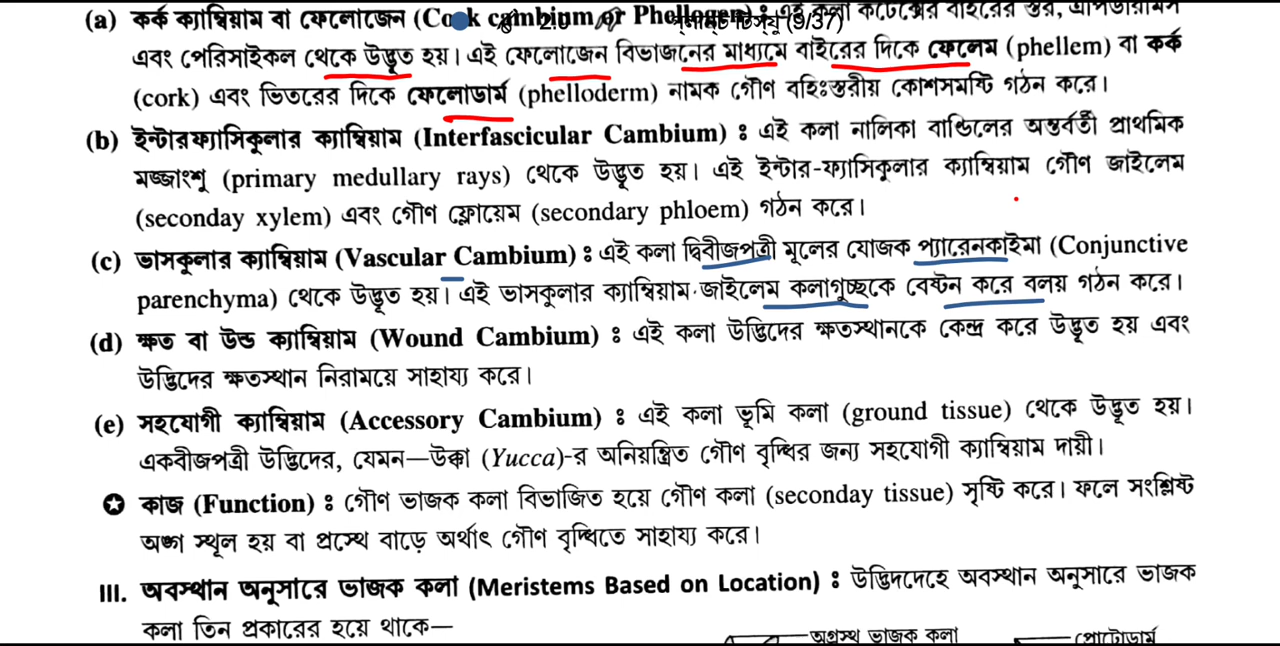 (a) কর্ক ক্যাম্বিয়াম বা ফেলোজেন (Cork cambium or Phellogen) : এই কলা কর্টেক্সের বাইরের স্তর, এপিডারমিস
2.0 প্লান্ট টিস্যু (9/37)
এবং পেরিসাইকল থেকে উদ্ভূত হয়। এই ফেলোজেন বিভাজনের মাধ্যমে বাইরের দিকে ফেলেম (phellem) বা কর্ক
(cork) এবং ভিতরের দিকে ফেলোডার্ম (phelloderm) নামক গৌণ বহিঃস্তরীয় কোশসমষ্টি গঠন করে।
(b) ইন্টারফ্যাসিকুলার ক্যাম্বিয়াম (Interfascicular Cambium) : এই কলা নালিকা বান্ডিলের অন্তর্বর্তী প্রাথমিক
মজ্জাংশু (primary medullary rays) থেকে উদ্ভূত হয়। এই ইন্টার-ফ্যাসিকুলার ক্যাম্বিয়াম গৌণ জাইলেম
(seconday xylem) এবং গৌণ ফ্লোয়েম (secondary phloem) গঠন করে।
(c) ভাসকুলার ক্যাম্বিয়াম (Vascular Cambium) : এই কলা দ্বিবীজপত্রী মূলের যোজক প্যারেনকাইমা (Conjunctive
parenchyma) থেকে উদ্ভূত হয়। এই ভাসকুলার ক্যাম্বিয়াম জাইলেম কলাগুচ্ছকে বেষ্টন করে বলয় গঠন করে।
(d) ক্ষত বা উন্ড ক্যাম্বিয়াম (Wound Cambium) : এই কলা উদ্ভিদের ক্ষতস্থানকে কেন্দ্র করে উদ্ভূত হয় এবং
উদ্ভিদের ক্ষতস্থান নিরাময়ে সাহায্য করে।
(e) সহযোগী ক্যাম্বিয়াম (Accessory Cambium) : এই কলা ভূমি কলা (ground tissue) থেকে উদ্ভূত হয়।
একবীজপত্রী উদ্ভিদের, যেমন—উক্কা (Yucca)-র অনিয়ন্ত্রিত গৌণ বৃদ্ধির জন্য সহযোগী ক্যাম্বিয়াম দায়ী।
✪ কাজ (Function) : গৌণ ভাজক কলা বিভাজিত হয়ে গৌণ কলা (seconday tissue) সৃষ্টি করে। ফলে সংশ্লিষ্ট
অঙ্গ স্থূল হয় বা প্রস্থে বাড়ে অর্থাৎ গৌণ বৃদ্ধিতে সাহায্য করে।
III. অবস্থান অনুসারে ভাজক কলা (Meristems Based on Location) : উদ্ভিদদেহে অবস্থান অনুসারে ভাজক
কলা তিন প্রকারের হয়ে থাকে—
অগ্রস্থ ভাজক কলা
প্রোটোডার্ম